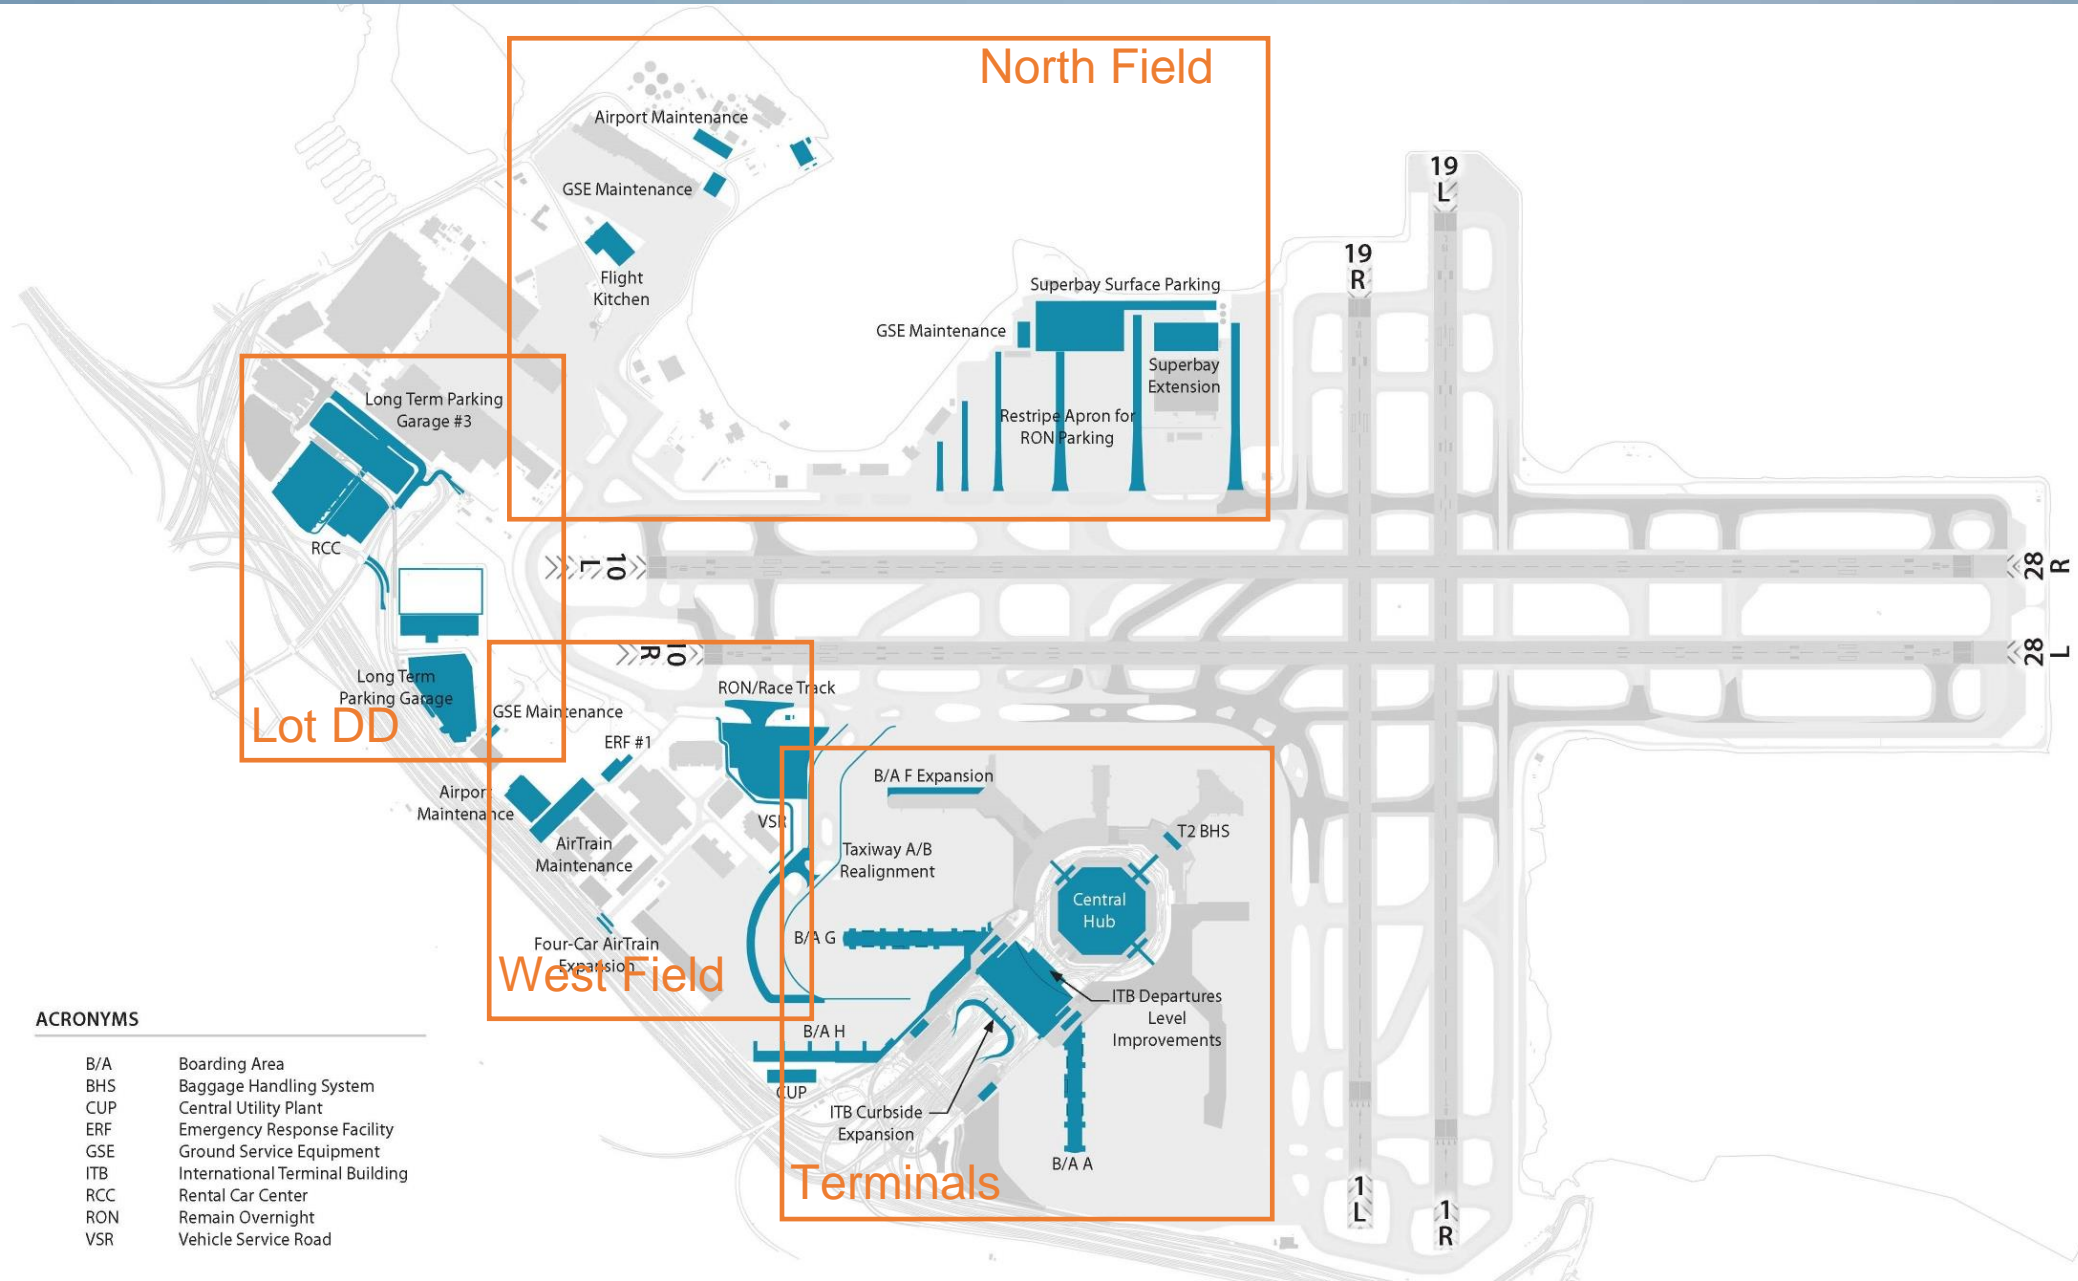 North Field
Airport Maintenance
GSE Maintenance
Flight
Kitchen
Superbay Surface Parking
GSE Maintenance
Superbay
Extension
Restripe Apron for
RON Parking
19
L
19
R
Long Term Parking
Garage #3
RCC
Long Term
Parking Garage
Lot DD
10
L
10
R
28
R
28
L
RON/Race Track
GSE Maintenance
ERF #1
Airport
Maintenance
AirTrain
Maintenance
VSR
Four-Car AirTrain
Expansion
West Field
B/A F Expansion
T2 BHS
Taxiway A/B
Realignment
Central
Hub
B/A G
ITB Departures
Level
Improvements
B/A H
CUP
ITB Curbside
Expansion
B/A A
Terminals
1
L
1
R
ACRONYMS
B/A Boarding Area
BHS Baggage Handling System
CUP Central Utility Plant
ERF Emergency Response Facility
GSE Ground Service Equipment
ITB International Terminal Building
RCC Rental Car Center
RON Remain Overnight
VSR Vehicle Service Road